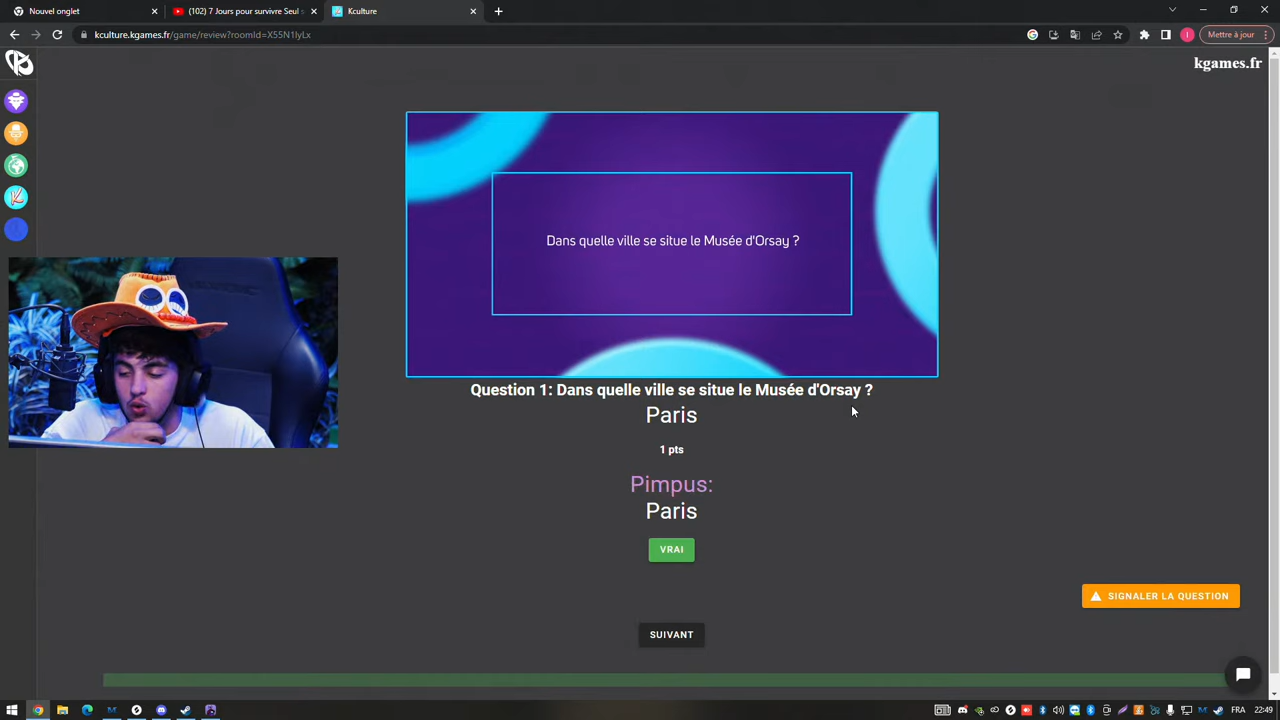 Nouvel onglet
(102) 7 Jours pour survivre Seul s
Kculture
kculture.kgames.fr/game/review?roomId=X55N1IyLx
Mettre à jour
kgames.fr
Dans quelle ville se situe le Musée d'Orsay ?
Question 1: Dans quelle ville se situe le Musée d'Orsay ?
Paris
1 pts
Pimpus:
Paris
VRAI
SIGNALER LA QUESTION
SUIVANT
FRA
22:49